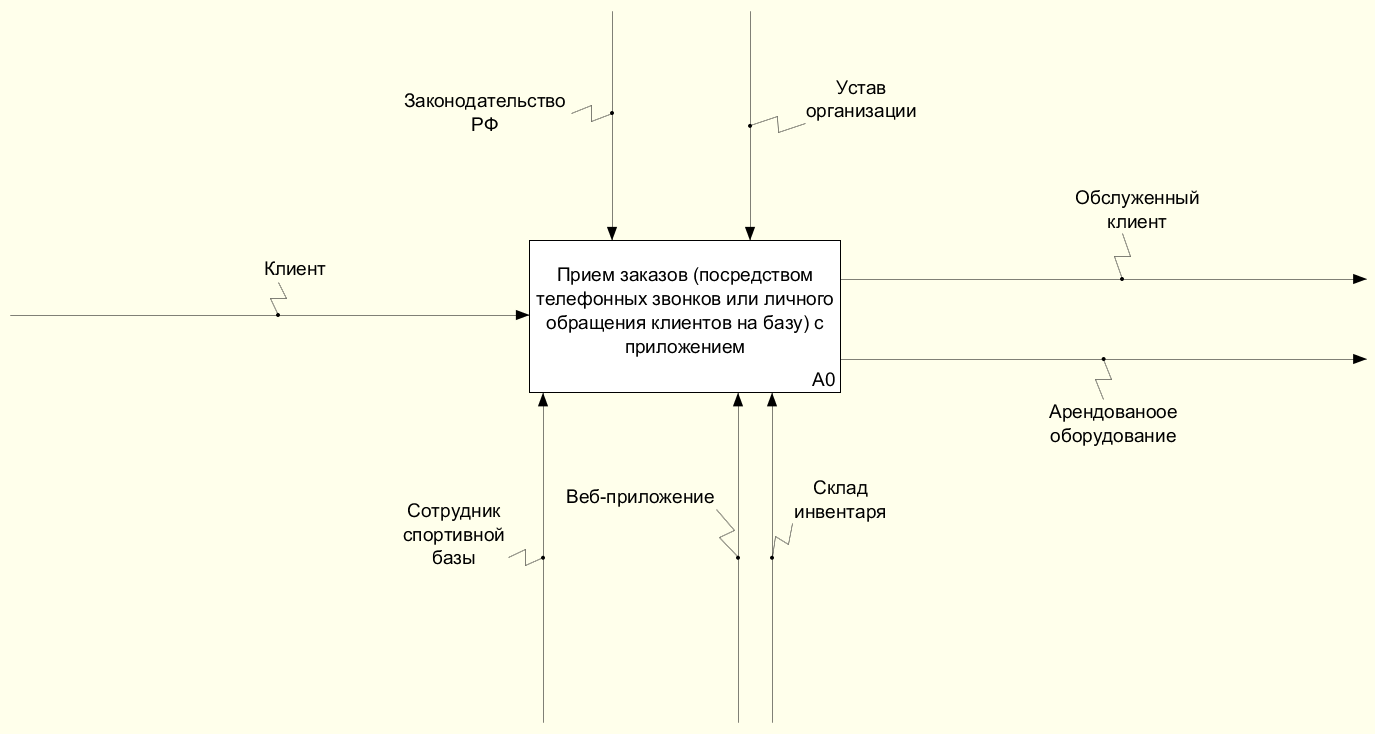 Законодательство
РФ
Устав
организации
Обслуженный
клиент
Клиент
Прием заказов (посредством
телефонных звонков или личного
обращения клиентов на базу) с
приложением
A0
Арендованоое
оборудование
Сотрудник
спортивной
базы
Веб-приложение
Склад
инвентаря